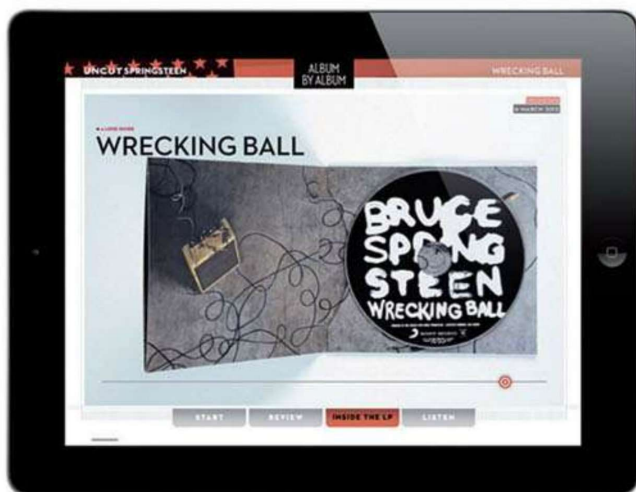 UNCUT SPRINGSTEEN
ALBUM
BY ALBUM
WRECKING BALL
WRECKING BALL
BRUCE
SPRING
STEEN
WRECKING BALL
START
REVIEW
INSIDE THE LP
LISTEN